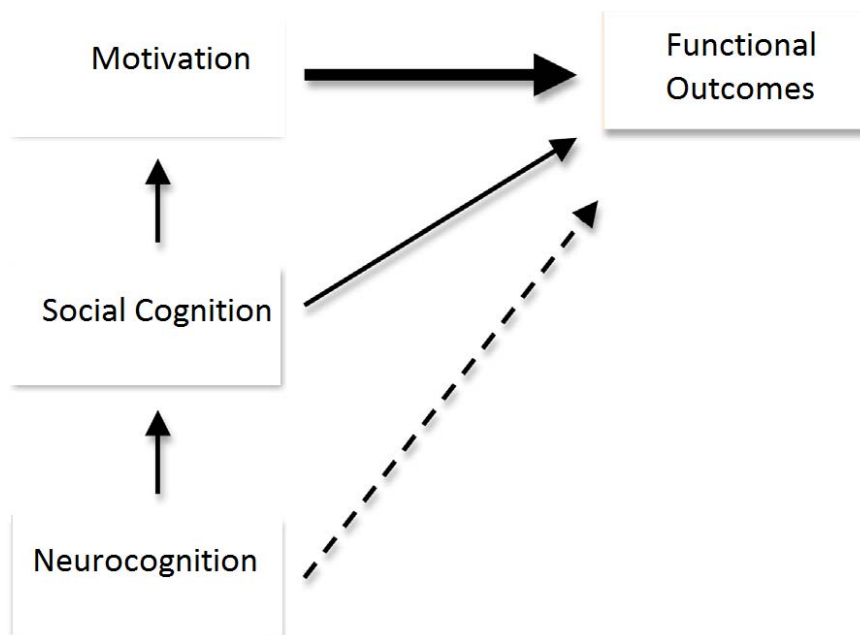 Motivation
Functional
Outcomes
Social Cognition
Neurocognition